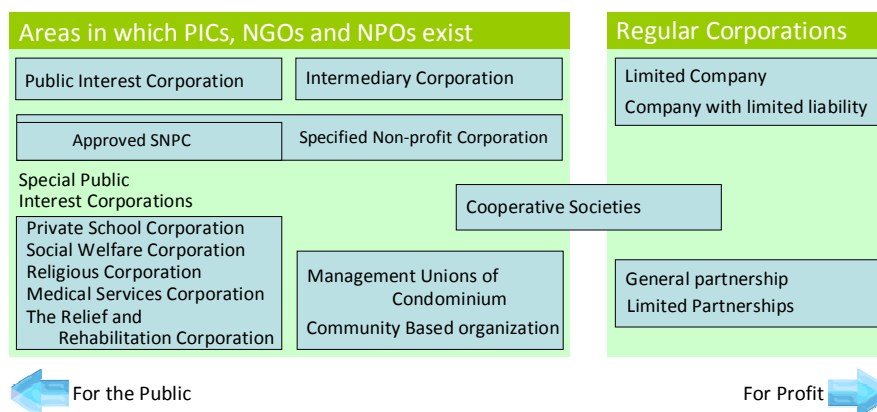 Areas in which PICs, NGOs and NPOs exist
Regular Corporations
Public Interest Corporation
Intermediary Corporation
Limited Company
Company with limited liability
Approved SNPC
Specified Non-profit Corporation
Special Public
Interest Corporations
Cooperative Societies
Private School Corporation
Social Welfare Corporation
Religious Corporation
Medical Services Corporation
The Relief and
Rehabilitation Corporation
Management Unions of
Condominium
Community Based organization
General partnership
Limited Partnerships
For the Public
For Profit